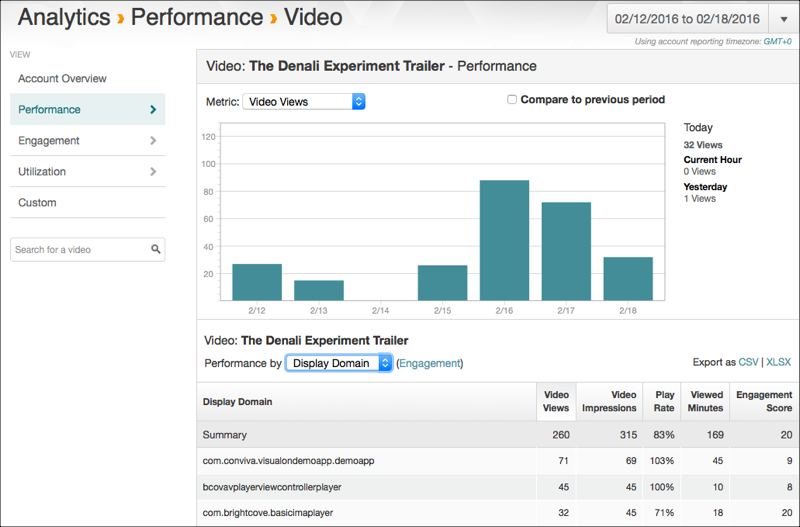 Analytics › Performance › Video
02/12/2016 to 02/18/2016
Using account reporting timezone: GMT+0
VIEW
Account Overview
Performance
Engagement
Utilization
Custom
Search for a video
Video: The Denali Experiment Trailer - Performance
Metric: Video Views
Compare to previous period
120
100
80
60
40
20
2/12 2/13 2/14 2/15 2/16 2/17 2/18
Today
32 Views
Current Hour
0 Views
Yesterday
1 Views
Video: The Denali Experiment Trailer
Performance by Display Domain (Engagement)
Export as CSV | XLSX
Display Domain Video Views Video Impressions Play Rate Viewed Minutes Engagement Score
Summary 260 315 83% 169 20
com.conviva.visualondemoapp.demoapp 71 69 103% 45 9
bcovavplayerviewcontrollerplayer 45 45 100% 10 8
com.brightcove.basicimaplayer 32 45 71% 18 20